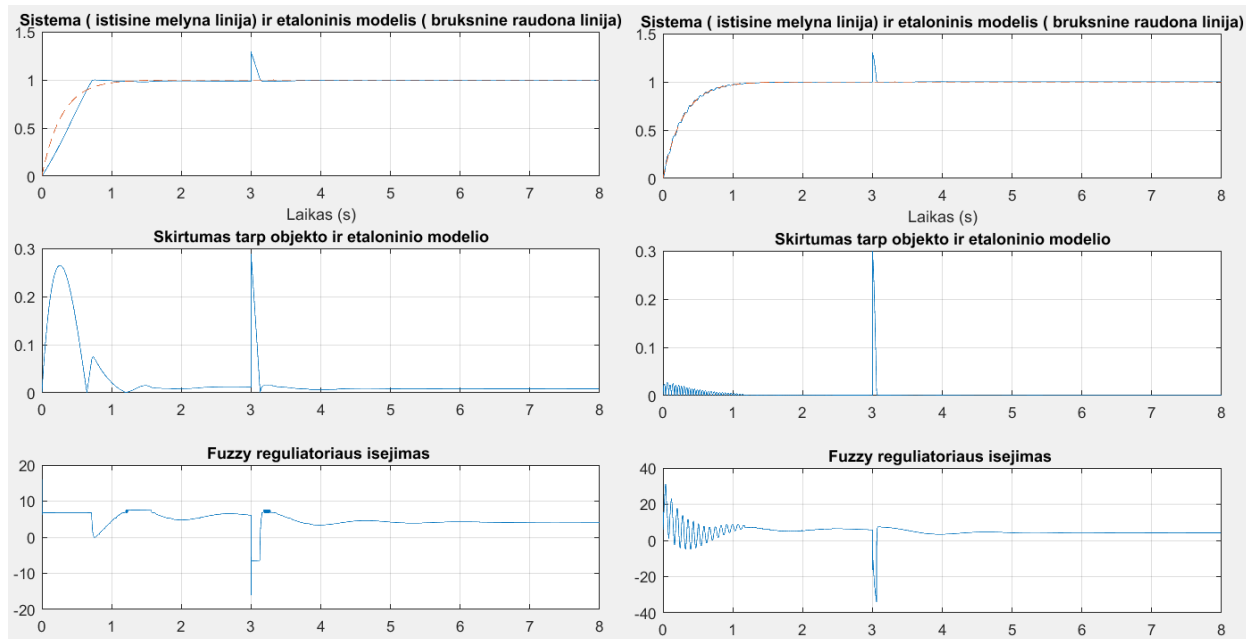 Sistema ( istisine melyna linija) ir etaloninis modelis ( bruksnine raudona linija)
1.5
1
0.5
0
0 1 2 3 4 5 6 7 8
Laikas (s)
Skirtumas tarp objekto ir etaloninio modelio
0.3
0.2
0.1
0
0 1 2 3 4 5 6 7 8
Fuzzy reguliatoriaus isejimas
20
10
0
-10
-20
0 1 2 3 4 5 6 7 8
Sistema ( istisine melyna linija) ir etaloninis modelis ( bruksnine raudona linija)
1.5
1
0.5
0
0 1 2 3 4 5 6 7 8
Laikas (s)
Skirtumas tarp objekto ir etaloninio modelio
0.3
0.2
0.1
0
0 1 2 3 4 5 6 7 8
Fuzzy reguliatoriaus isejimas
40
20
0
-20
-40
0 1 2 3 4 5 6 7 8